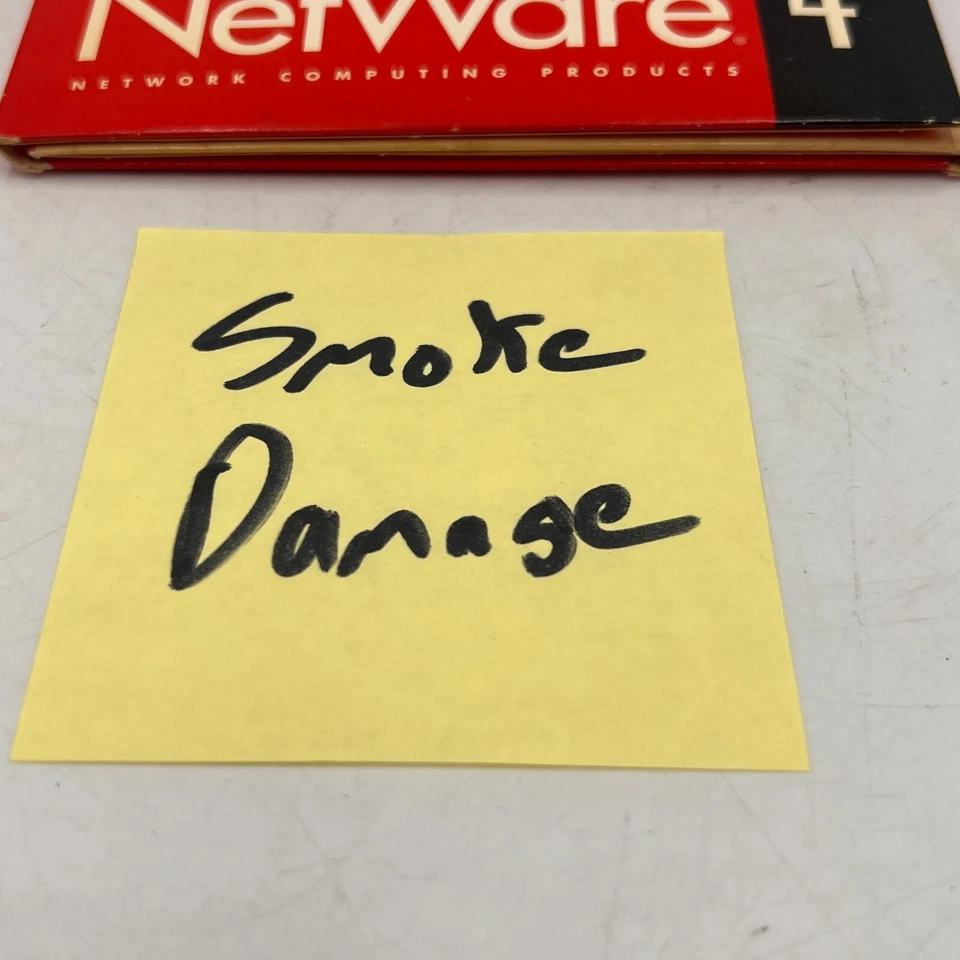 NetWare® 4
NETWORK COMPUTING PRODUCTS
Smoke
Damage